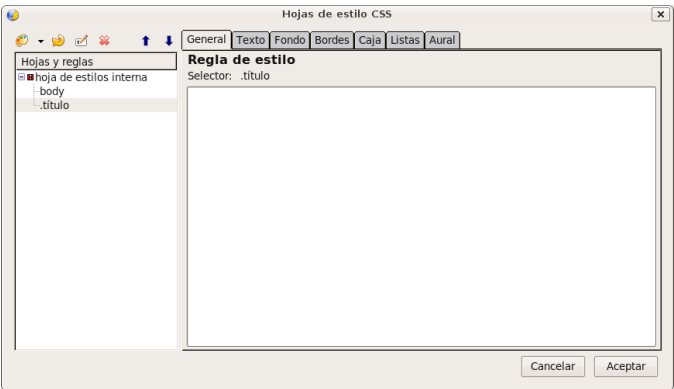 Hojas de estilo CSS
General Texto Fondo Bordes Caja Listas Aural
Hojas y reglas
hoja de estilos interna
body
.título
Regla de estilo
Selector: .título
Cancelar Aceptar